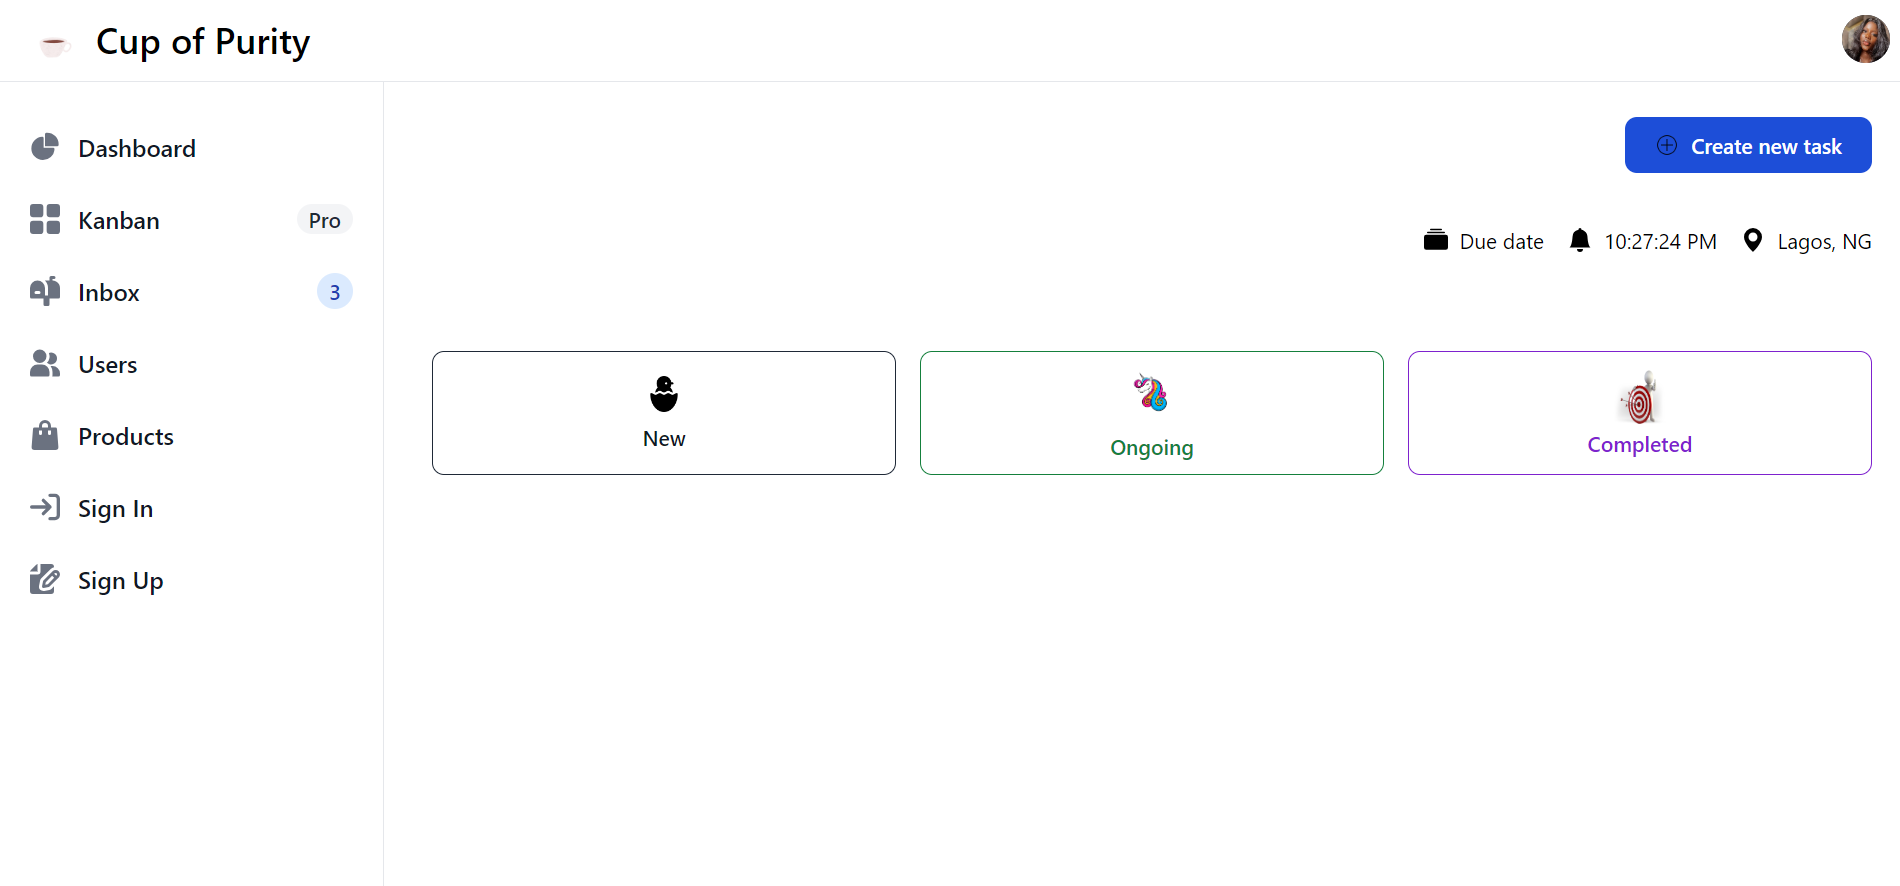 Cup of Purity
Dashboard
Kanban Pro
Inbox 3
Users
Products
Sign In
Sign Up
Create new task
Due date 10:27:24 PM Lagos, NG
New
Ongoing
Completed